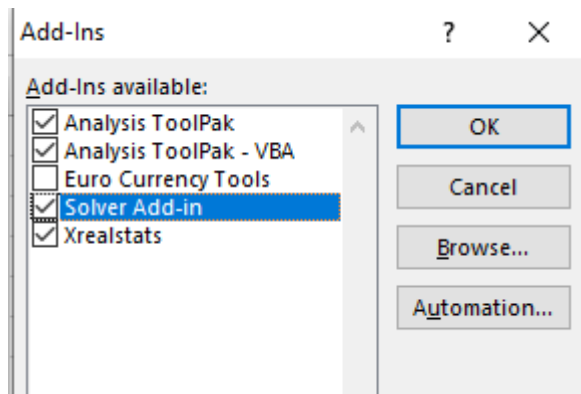 Add-Ins ? ×
Add-Ins available:
Analysis ToolPak
Analysis ToolPak - VBA
Euro Currency Tools
Solver Add-in
Xrealstats
OK
Cancel
Browse...
Automation...